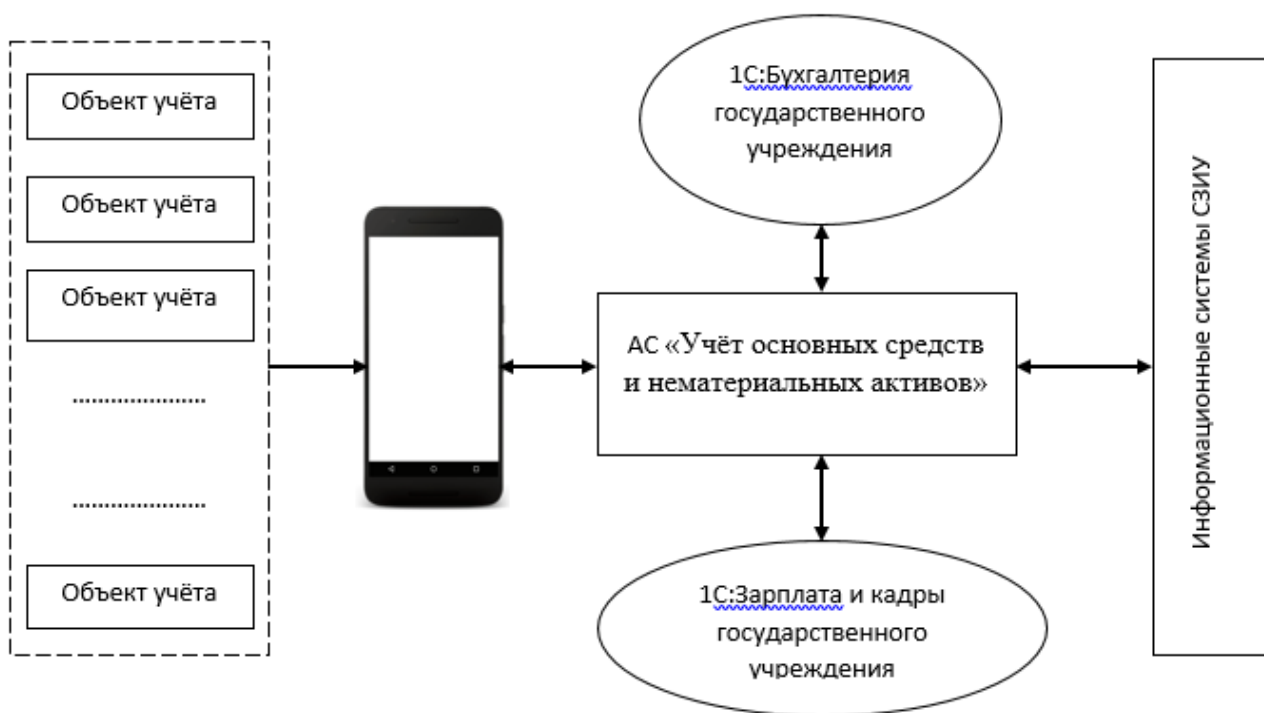 Объект учёта
Объект учёта
Объект учёта
......................
......................
Объект учёта
1С:Бухгалтерия
государственного
учреждения
АС «Учёт основных средств
и нематериальных активов»
1С:Зарплата и кадры
государственного
учреждения
Информационные системы СЗИУ